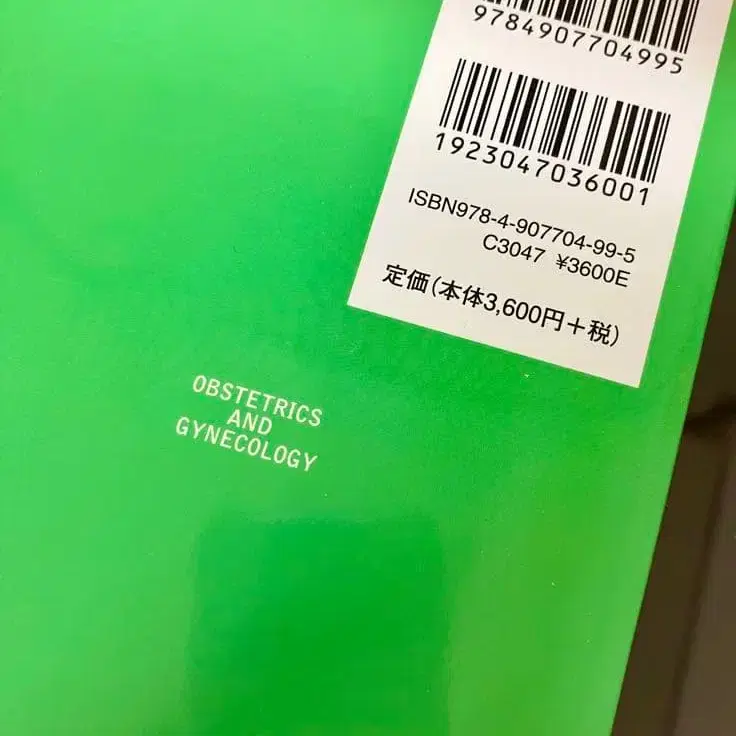 9784907704995
1923047036001
ISBN978-4-907704-99-5
C3047 ¥3600E
定価(本体3,600円+税)
OBSTETRICS
AND
GYNECOLOGY